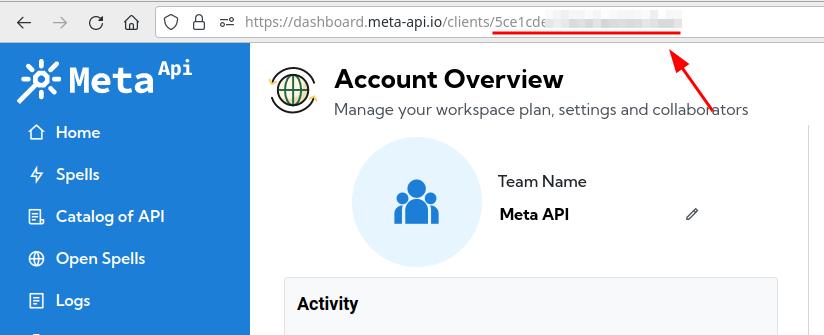 https://dashboard.meta-api.io/clients/5ce1cde
Meta Api
Account Overview
Manage your workspace plan, settings and collaborators
Home
Spells
Catalog of API
Open Spells
Logs
Team Name
Meta API
Activity